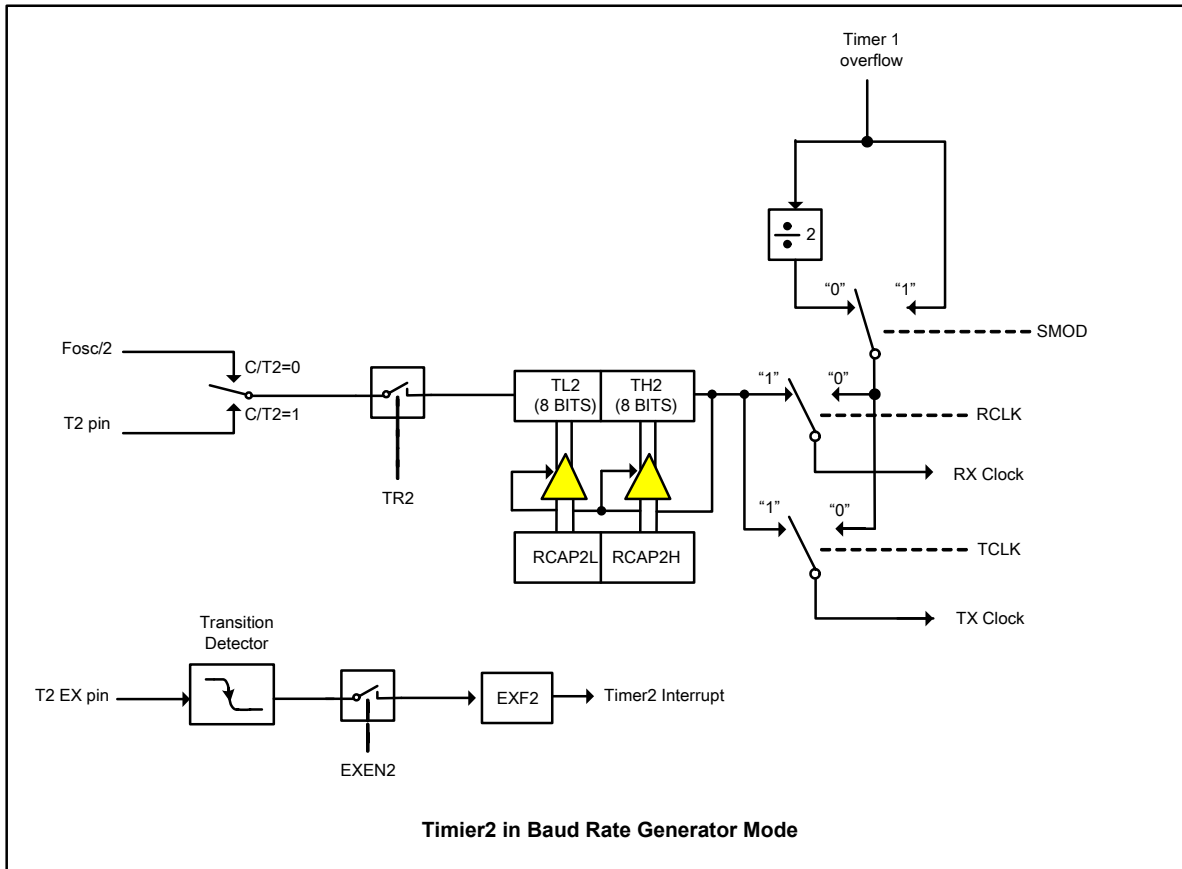 Timer 1
overflow
÷ 2
“0”
“1”
SMOD
Fosc/2
C/T2=0
T2 pin
C/T2=1
TR2
TL2
(8 BITS)
TH2
(8 BITS)
“1”
“0”
RCLK
RX Clock
RCAP2L
RCAP2H
“1”
“0”
TCLK
TX Clock
Transition
Detector
T2 EX pin
EXEN2
EXF2
Timer2 Interrupt
Timier2 in Baud Rate Generator Mode